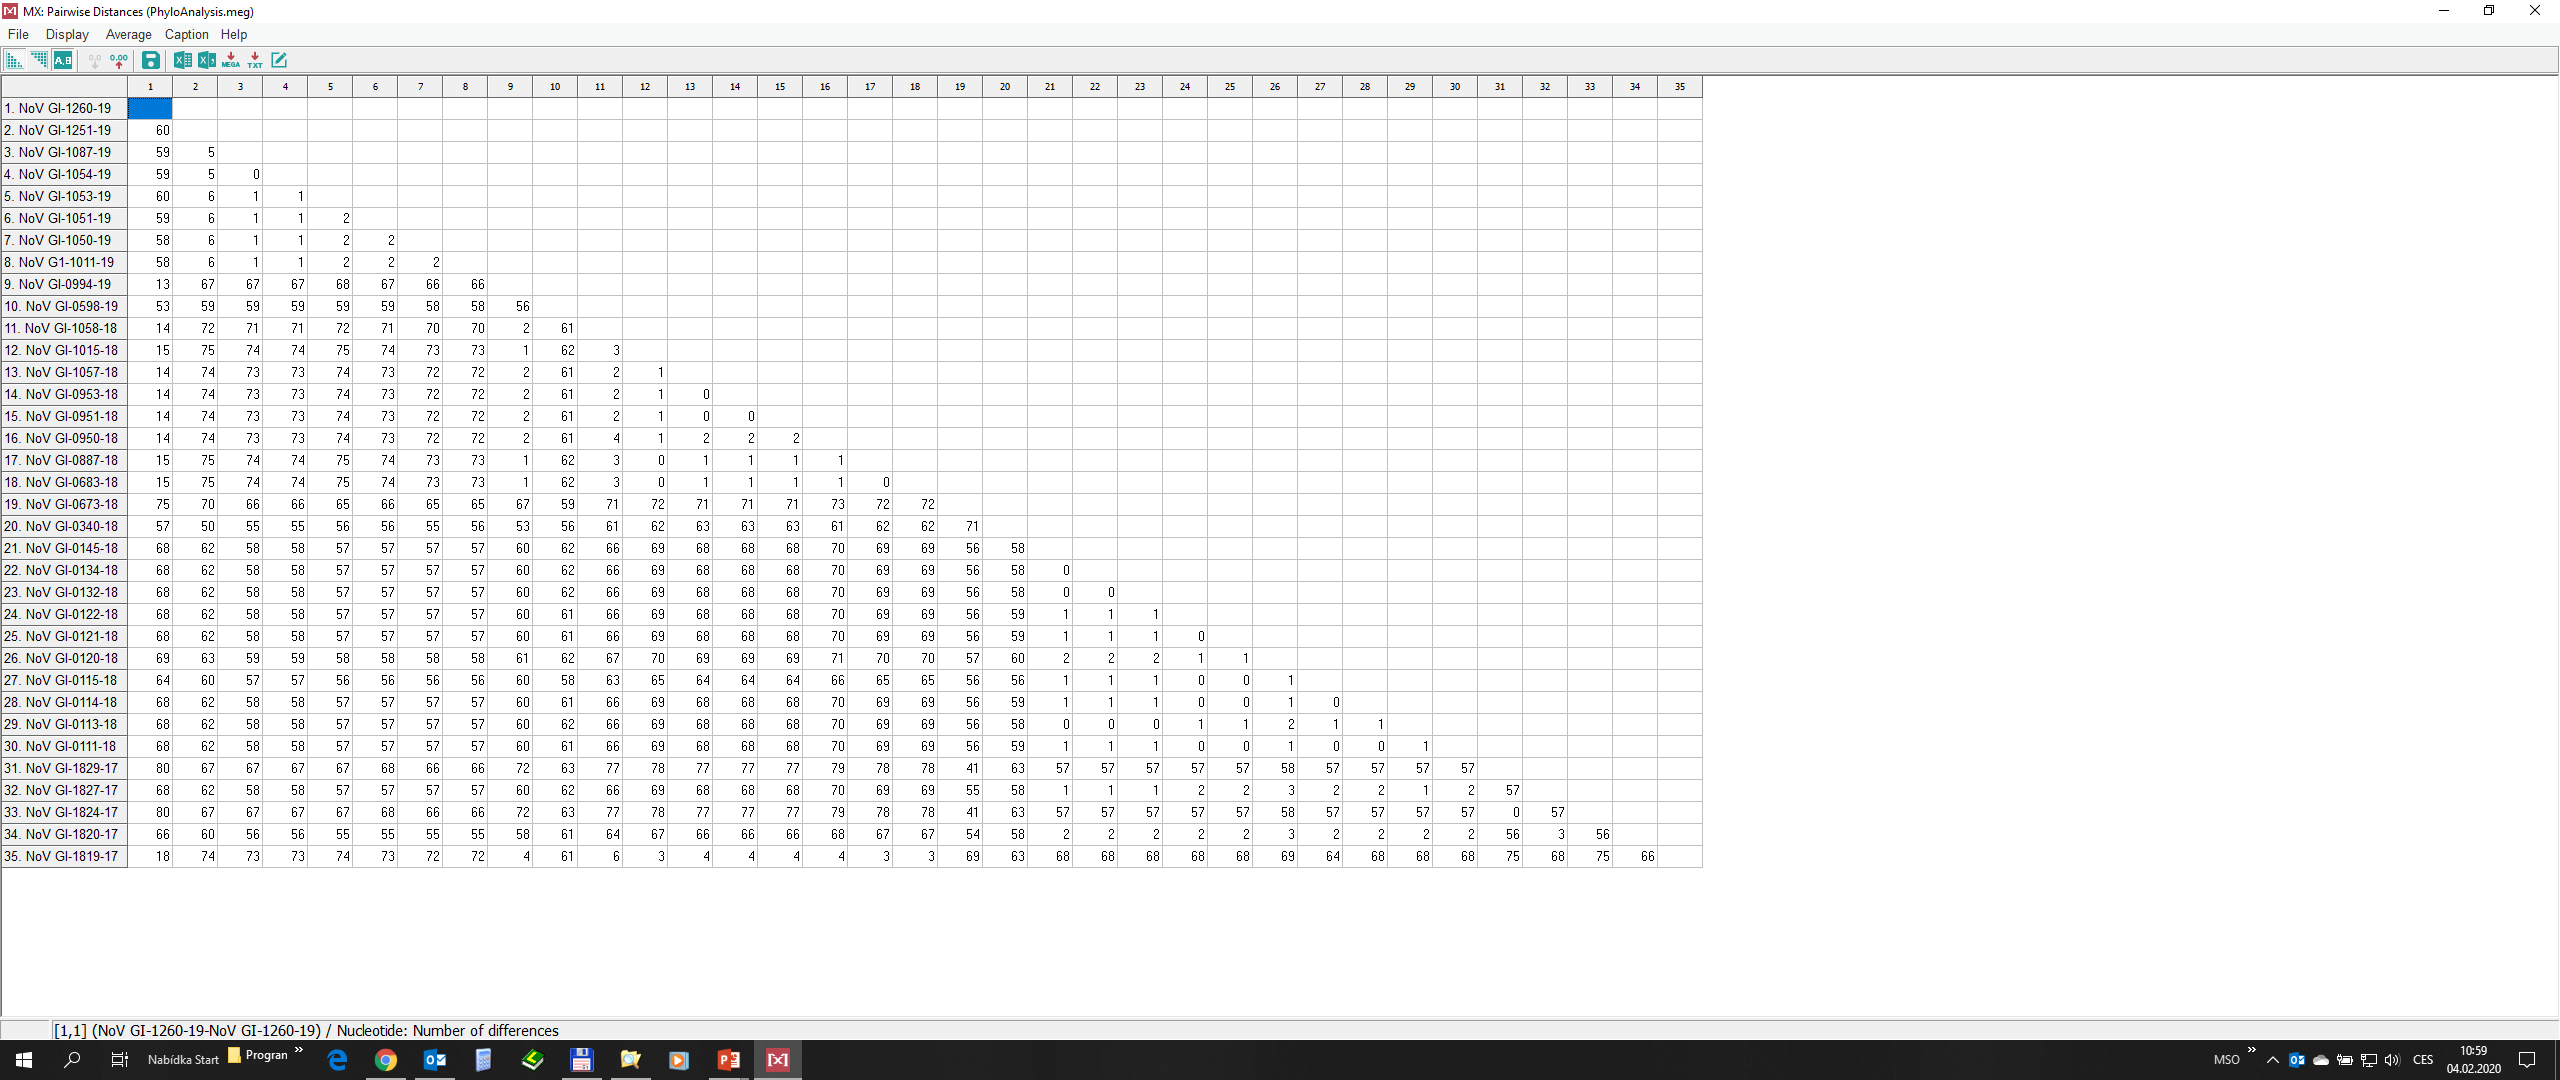 MX: Pairwise Distances (PhyloAnalysis.meg)
File Display Average Caption Help
A,B 0.0 0.00 MEGA TXT
1 2 3 4 5 6 7 8 9 10 11 12 13 14 15 16 17 18 19 20 21 22 23 24 25 26 27 28 29 30 31 32 33 34 35
1. NoV GI-1260-19
2. NoV GI-1251-19 60
3. NoV GI-1087-19 59 5
4. NoV GI-1054-19 59 5 0
5. NoV GI-1053-19 60 6 1 1
6. NoV GI-1051-19 59 6 1 1 2
7. NoV GI-1050-19 58 6 1 1 2 2
8. NoV G1-1011-19 58 6 1 1 2 2 2
9. NoV GI-0994-19 13 67 67 67 68 67 66 66
10. NoV GI-0598-19 53 59 59 59 59 59 58 58 56
11. NoV GI-1058-18 14 72 71 71 72 71 70 70 2 61
12. NoV GI-1015-18 15 75 74 74 75 74 73 73 1 62 3
13. NoV GI-1057-18 14 74 73 73 74 73 72 72 2 61 2 1
14. NoV GI-0953-18 14 74 73 73 74 73 72 72 2 61 2 1 0
15. NoV GI-0951-18 14 74 73 73 74 73 72 72 2 61 2 1 0 0
16. NoV GI-0950-18 14 74 73 73 74 73 72 72 2 61 4 1 2 2 2
17. NoV GI-0887-18 15 75 74 74 75 74 73 73 1 62 3 0 1 1 1 1
18. NoV GI-0683-18 15 75 74 74 75 74 73 73 1 62 3 0 1 1 1 1 0
19. NoV GI-0673-18 75 70 66 66 65 66 65 65 67 59 71 72 71 71 71 73 72 72
20. NoV GI-0340-18 57 50 55 55 56 56 55 56 53 56 61 62 63 63 63 61 62 62 71
21. NoV GI-0145-18 68 62 58 58 57 57 57 57 60 62 66 69 68 68 68 70 69 69 56 58
22. NoV GI-0134-18 68 62 58 58 57 57 57 57 60 62 66 69 68 68 68 70 69 69 56 58 0
23. NoV GI-0132-18 68 62 58 58 57 57 57 57 60 62 66 69 68 68 68 70 69 69 56 58 0 0
24. NoV GI-0122-18 68 62 58 58 57 57 57 57 60 61 66 69 68 68 68 70 69 69 56 59 1 1 1
25. NoV GI-0121-18 68 62 58 58 57 57 57 57 60 61 66 69 68 68 68 70 69 69 56 59 1 1 1 0
26. NoV GI-0120-18 69 63 59 59 58 58 58 58 61 62 67 70 69 69 69 71 70 70 57 60 2 2 2 1 1
27. NoV GI-0115-18 64 60 57 57 56 56 56 56 60 58 63 65 64 64 64 66 65 65 56 56 1 1 1 0 0 1
28. NoV GI-0114-18 68 62 58 58 57 57 57 57 60 61 66 69 68 68 68 70 69 69 56 59 1 1 1 0 0 1 0
29. NoV GI-0113-18 68 62 58 58 57 57 57 57 60 62 66 69 68 68 68 70 69 69 56 58 0 0 0 1 1 2 1 1
30. NoV GI-0111-18 68 62 58 58 57 57 57 57 60 61 66 69 68 68 68 70 69 69 56 59 1 1 1 0 0 1 0 0 1
31. NoV GI-1829-17 80 67 67 67 67 68 66 66 72 63 77 78 77 77 77 79 78 78 41 63 57 57 57 57 57 58 57 57 57 57
32. NoV GI-1827-17 68 62 58 58 57 57 57 57 60 62 66 69 68 68 68 70 69 69 55 58 1 1 1 2 2 3 2 2 1 2 57
33. NoV GI-1824-17 80 67 67 67 67 68 66 66 72 63 77 78 77 77 77 79 78 78 41 63 57 57 57 57 57 58 57 57 57 57 0 57
34. NoV GI-1820-17 66 60 56 56 55 55 55 55 58 61 64 67 66 66 66 68 67 67 54 58 2 2 2 2 2 3 2 2 2 2 56 3 56
35. NoV GI-1819-17 18 74 73 73 74 73 72 72 4 61 6 3 4 4 4 4 3 3 69 63 68 68 68 68 68 69 64 68 68 68 75 68 75 66
[1,1] (NoV GI-1260-19-NoV GI-1260-19) / Nucleotide: Number of differences
Nabídka Start Progran » MSO » CES 10:59
04.02.2020